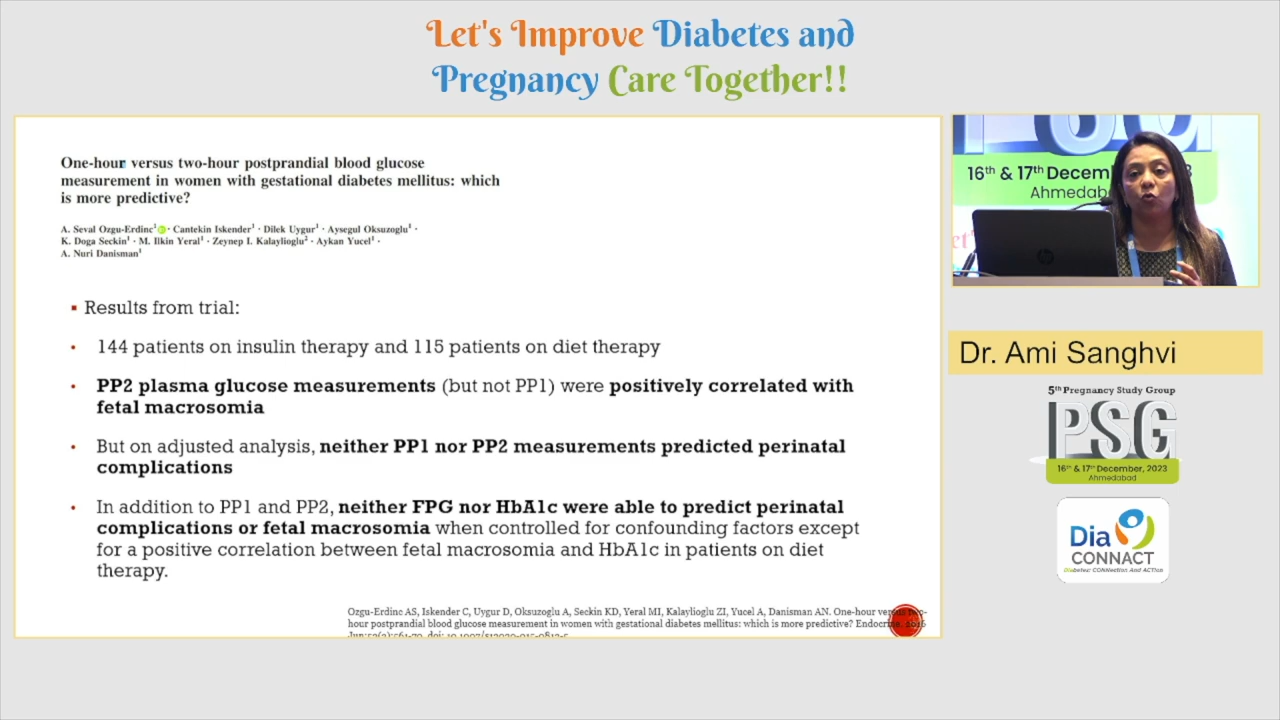 Let's Improve Diabetes and
Pregnancy Care Together!!
One-hour versus two-hour postprandial blood glucose
measurement in women with gestational diabetes mellitus: which
is more predictive?
A. Seval Ozgu-Erdinc1 · Cantekin Iskender1 · Dilek Uygur1 · Aysegul Oksuzoglu1 ·
K. Doga Seckin1 · M. Ilkin Yeral1 · Zeynep I. Kalaylioglu2 · Aykan Yucel1 ·
A. Nuri Danisman1
Results from trial:
144 patients on insulin therapy and 115 patients on diet therapy
PP2 plasma glucose measurements (but not PP1) were positively correlated with
fetal macrosomia
But on adjusted analysis, neither PP1 nor PP2 measurements predicted perinatal
complications
In addition to PP1 and PP2, neither FPG nor HbA1c were able to predict perinatal
complications or fetal macrosomia when controlled for confounding factors except
for a positive correlation between fetal macrosomia and HbA1c in patients on diet
therapy.
Ozgu-Erdinc AS, Iskender C, Uygur D, Oksuzoglu A, Seckin KD, Yeral MI, Kalaylioglu ZI, Yucel A, Danisman AN. One-hour versus two-
hour postprandial blood glucose measurement in women with gestational diabetes mellitus: which is more predictive? Endocrine. 2016
16th & 17th Decem
Ahmedab
hp
Dr. Ami Sanghvi
5th Pregnancy Study Group
PSG
16th & 17th December, 2023
Ahmedabad
Dia
CONNACT
Diabetes: CONNection And ACTion